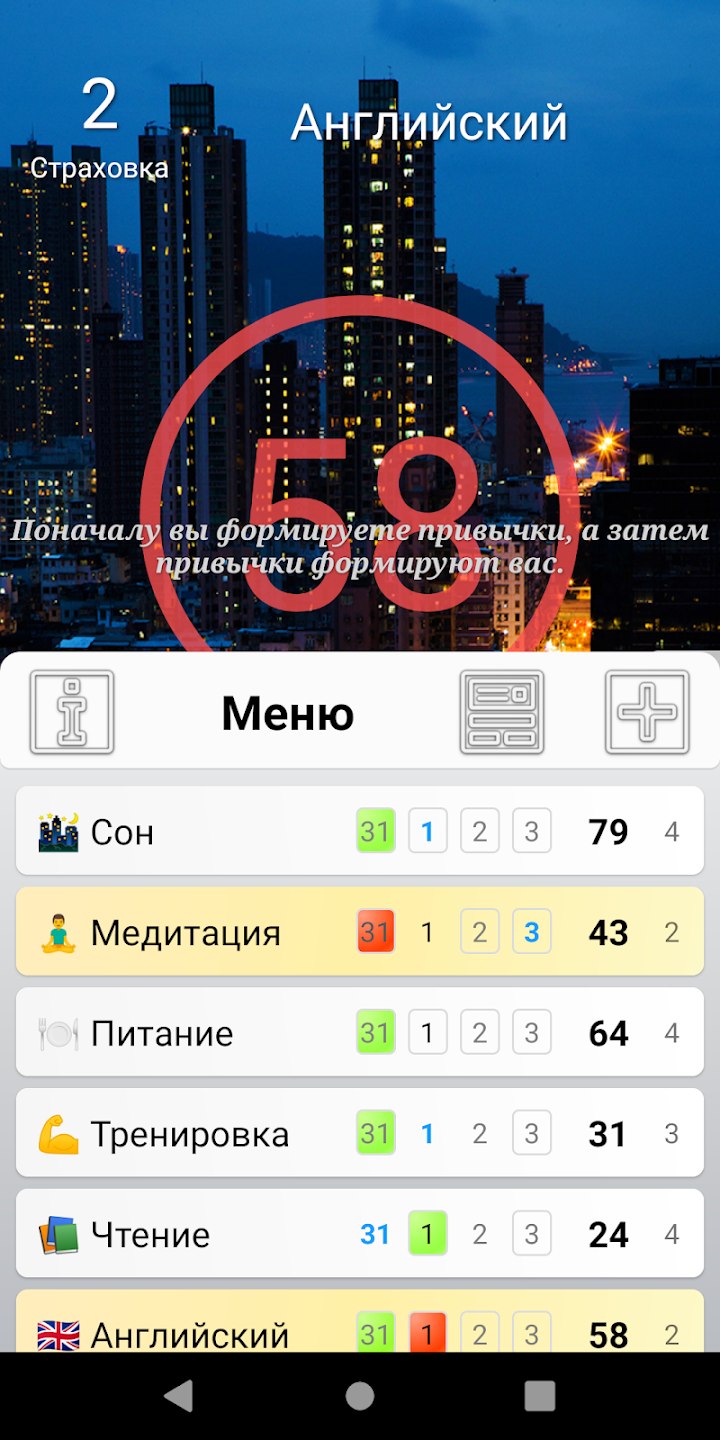 2
Страховка
Английский
58
Поначалу вы формируете привычки, а затем
привычки формируют вас.
Меню
Сон 31 1 2 3 79 4
Медитация 31 1 2 3 43 2
Питание 31 1 2 3 64 4
Тренировка 31 1 2 3 31 3
Чтение 31 1 2 3 24 4
Английский 31 1 2 3 58 2